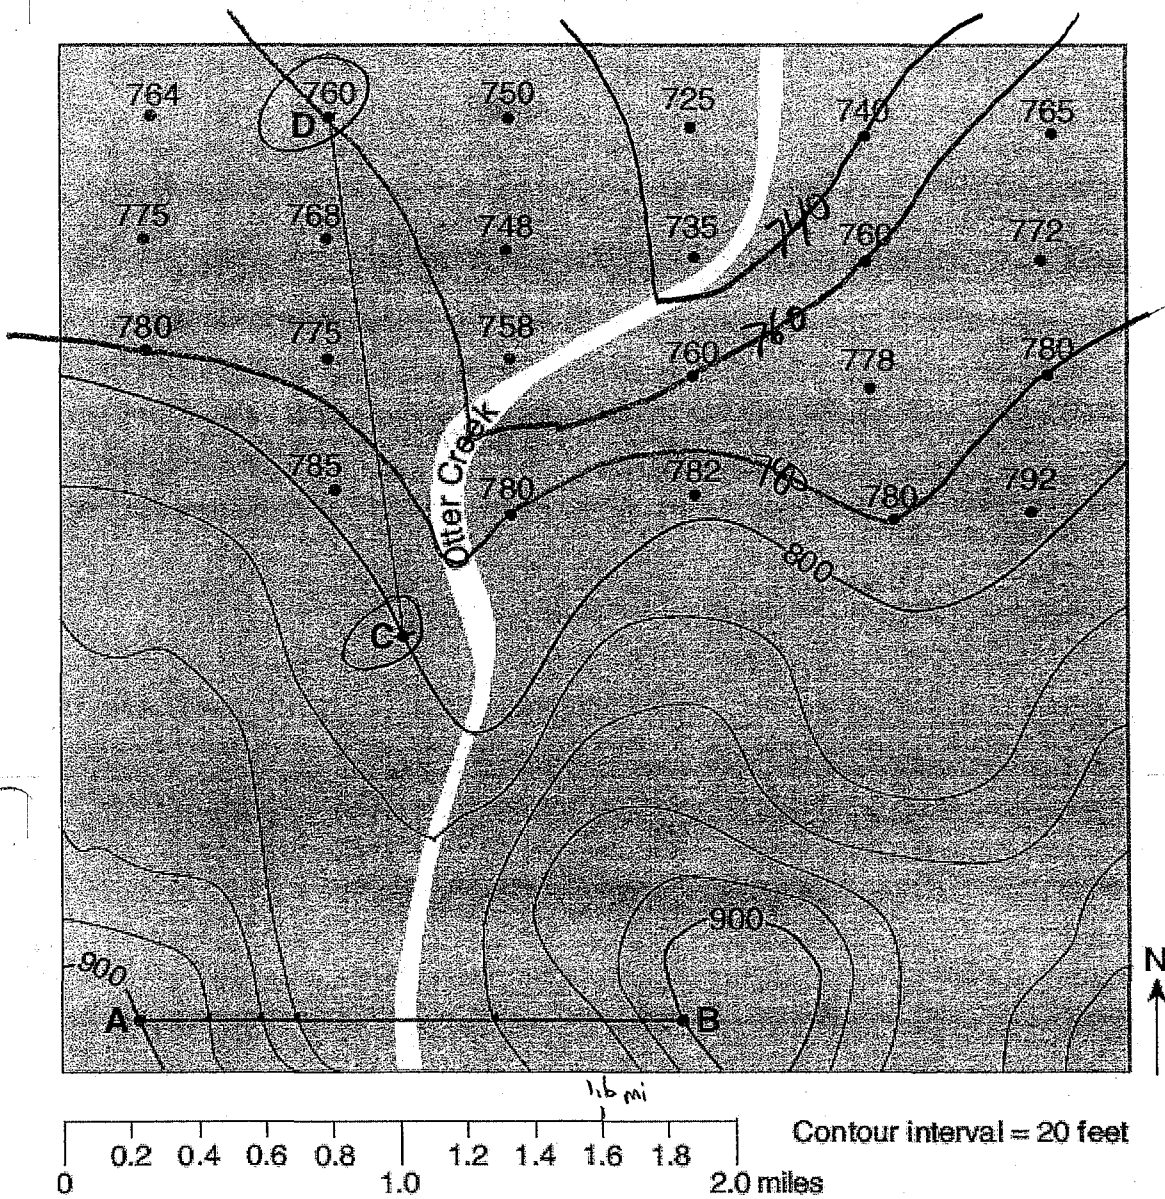 764 760 750 725 740 765
D
775 768 748 735 740 760 772
780 775 758 760 760 778 780
Otter Creek
785 780 782 780 792
800
C
900
900
A B
N
1.6 mi
0 0.2 0.4 0.6 0.8 1.0 1.2 1.4 1.6 1.8 2.0 miles
Contour interval = 20 feet